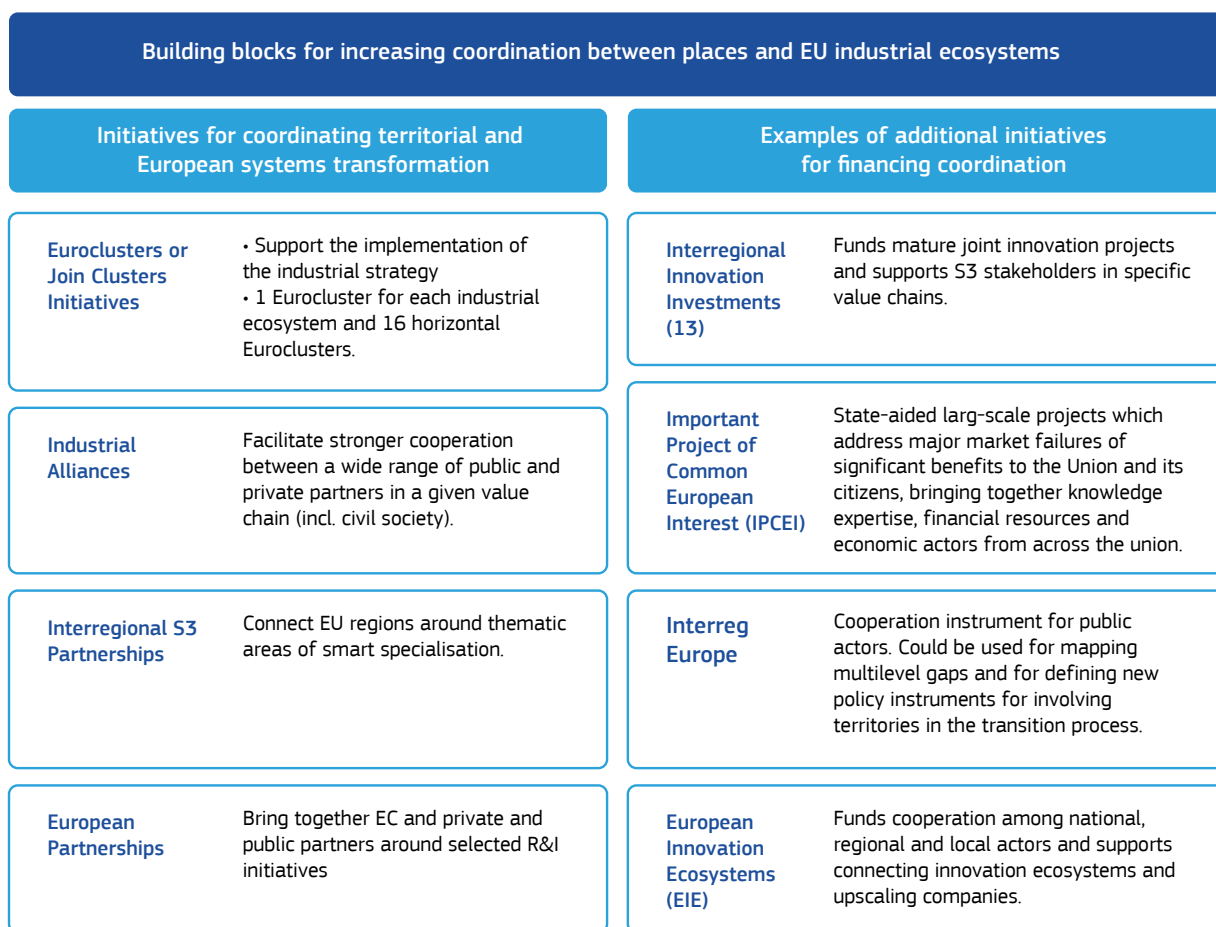 Building blocks for increasing coordination between places and EU industrial ecosystems
Initiatives for coordinating territorial and
European systems transformation
Euroclusters or
Join Clusters
Initiatives
• Support the implementation of
the industrial strategy
• 1 Eurocluster for each industrial
ecosystem and 16 horizontal
Euroclusters.
Industrial
Alliances
Facilitate stronger cooperation
between a wide range of public and
private partners in a given value
chain (incl. civil society).
Interregional S3
Partnerships
Connect EU regions around thematic
areas of smart specialisation.
European
Partnerships
Bring together EC and private and
public partners around selected R&I
initiatives
Examples of additional initiatives
for financing coordination
Interregional
Innovation
Investments
(13)
Funds mature joint innovation projects
and supports S3 stakeholders in specific
value chains.
Important
Project of
Common
European
Interest (IPCEI)
State-aided larg-scale projects which
address major market failures of
significant benefits to the Union and its
citizens, bringing together knowledge
expertise, financial resources and
economic actors from across the union.
Interreg
Europe
Cooperation instrument for public
actors. Could be used for mapping
multilevel gaps and for defining new
policy instruments for involving
territories in the transition process.
European
Innovation
Ecosystems
(EIE)
Funds cooperation among national,
regional and local actors and supports
connecting innovation ecosystems and
upscaling companies.